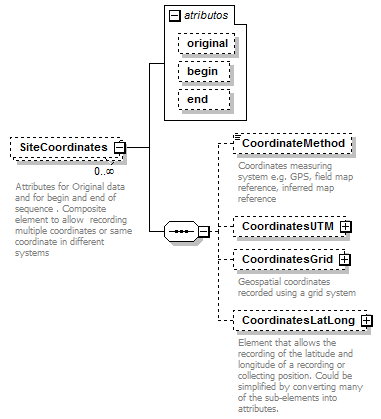 atributos
original
begin
end
SiteCoordinates
0..∞
Attributes for Original data
and for begin and end of
sequence . Composite
element to allow recording
multiple coordinates or same
coordinate in different
systems
CoordinateMethod
Coordinates measuring
system e.g. GPS, field map
reference, inferred map
reference
CoordinatesUTM
CoordinatesGrid
Geospatial coordinates
recorded using a grid system
CoordinatesLatLong
Element that allows the
recording of the latitude and
longitude of a recording or
collecting position. Could be
simplified by converting many
of the sub-elements into
attributes.